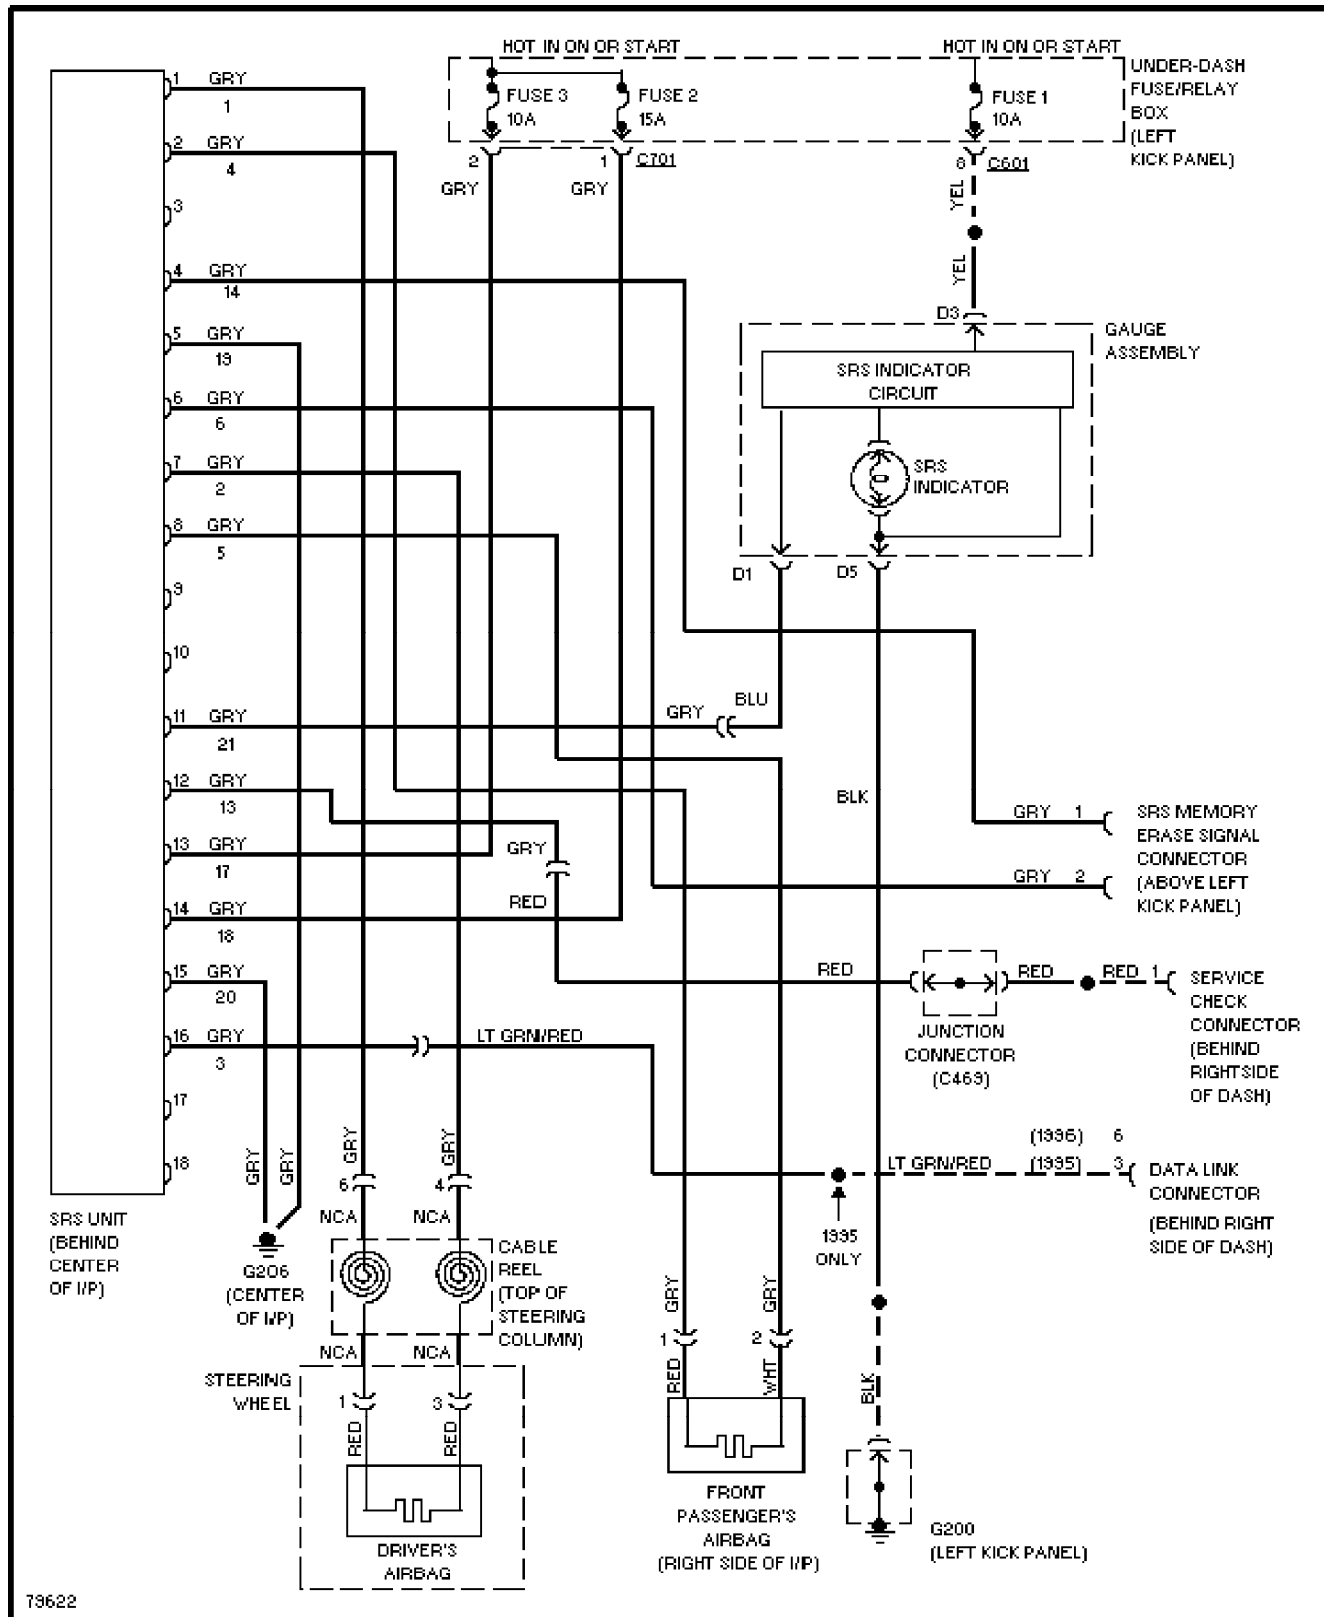 HOT IN ON OR START
HOT IN ON OR START
UNDER-DASH
FUSE/RELAY
BOX
(LEFT
KICK PANEL)
FUSE 3
10A
FUSE 2
15A
FUSE 1
10A
2
1
C701
8
C601
GRY
GRY
YEL
YEL
D3
GAUGE
ASSEMBLY
SRS INDICATOR
CIRCUIT
SRS
INDICATOR
D1
D5
1 GRY
1
2 GRY
4
3
4 GRY
14
5 GRY
19
6 GRY
6
7 GRY
2
8 GRY
5
9
10
11 GRY
21
GRY
BLU
12 GRY
13
13 GRY
17
14 GRY
18
15 GRY
20
16 GRY
3
17
18
BLK
GRY
RED
GRY 1
GRY 2
SRS MEMORY
ERASE SIGNAL
CONNECTOR
(ABOVE LEFT
KICK PANEL)
RED
RED
RED 1
SERVICE
CHECK
CONNECTOR
(BEHIND
RIGHTSIDE
OF DASH)
JUNCTION
CONNECTOR
(C469)
LT GRN/RED
LT GRN/RED
(1996) 6
(1995) 3
DATA LINK
CONNECTOR
(BEHIND RIGHT
SIDE OF DASH)
1995
ONLY
SRS UNIT
(BEHIND
CENTER
OF I/P)
GRY
GRY
G206
(CENTER
OF I/P)
GRY
GRY
6
4
NCA
NCA
CABLE
REEL
(TOP OF
STEERING
COLUMN)
NCA
NCA
STEERING
WHEEL
1
3
RED
RED
DRIVER'S
AIRBAG
GRY
GRY
1
2
RED
WHT
FRONT
PASSENGER'S
AIRBAG
(RIGHT SIDE OF I/P)
BLK
G200
(LEFT KICK PANEL)
79622